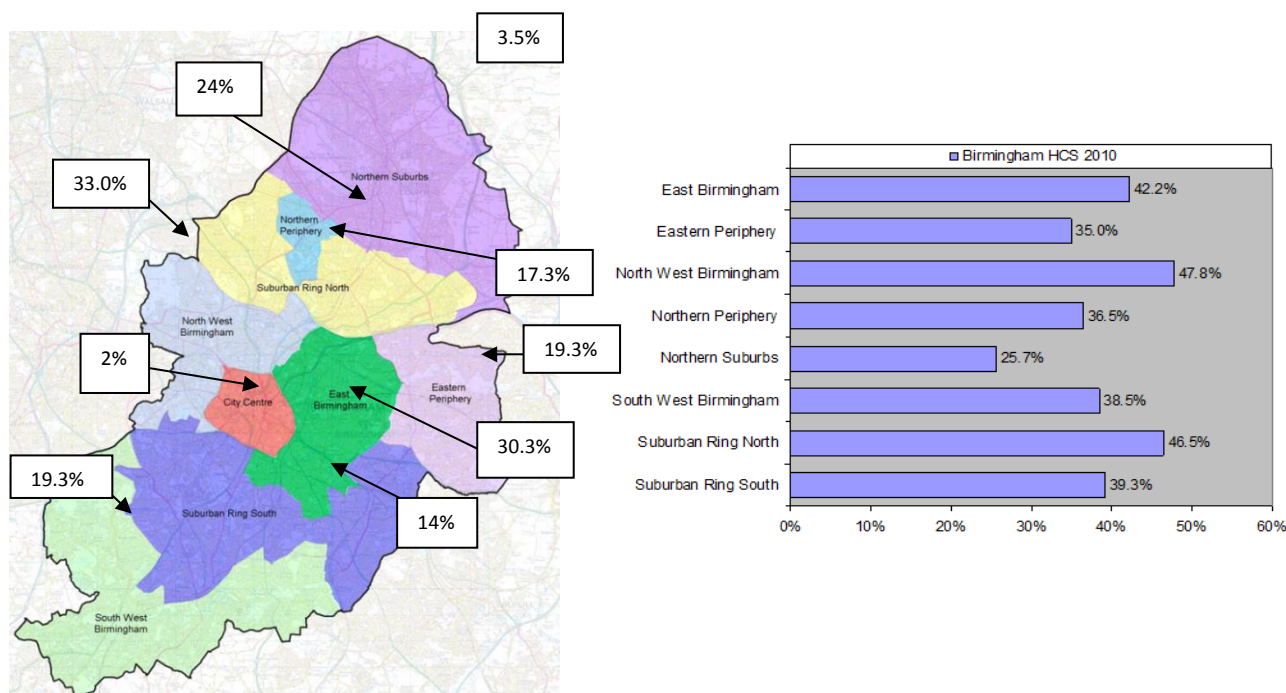 3.5%
24%
33.0%
Northern Suburbs
Northern
Periphery
17.3%
Suburban Ring North
North West
Birmingham
19.3%
2%
City Centre
East
Birmingham
Eastern
Periphery
30.3%
19.3%
Suburban Ring South
14%
South West
Birmingham
Birmingham HCS 2010
East Birmingham 42.2%
Eastern Periphery 35.0%
North West Birmingham 47.8%
Northern Periphery 36.5%
Northern Suburbs 25.7%
South West Birmingham 38.5%
Suburban Ring North 46.5%
Suburban Ring South 39.3%
0% 10% 20% 30% 40% 50% 60%